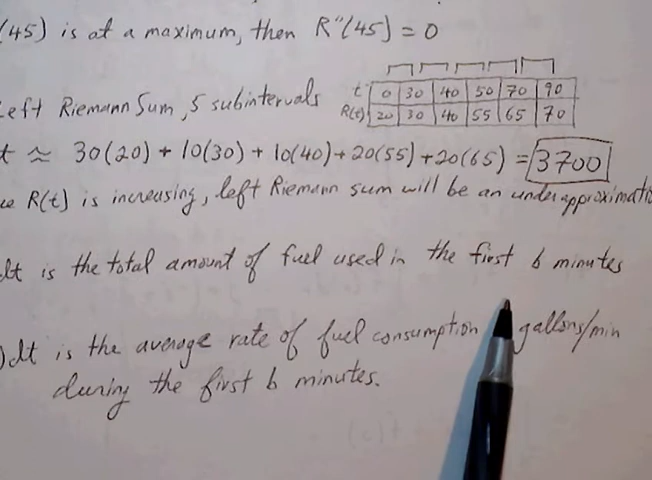 (45) is at a maximum, then R"(45) = 0
Left Riemann Sum, 5 subintervals
t 0 30 40 50 70 90
R(t) 20 30 40 55 65 70
t ≈ 30(20) + 10(30) + 10(40) + 20(55) + 20(65) = 3700
R(t) is increasing, left Riemann sum will be an underapproximati
dt is the total amount of fuel used in the first b minutes
)dt is the average rate of fuel consumption gallons/min
during the first b minutes.